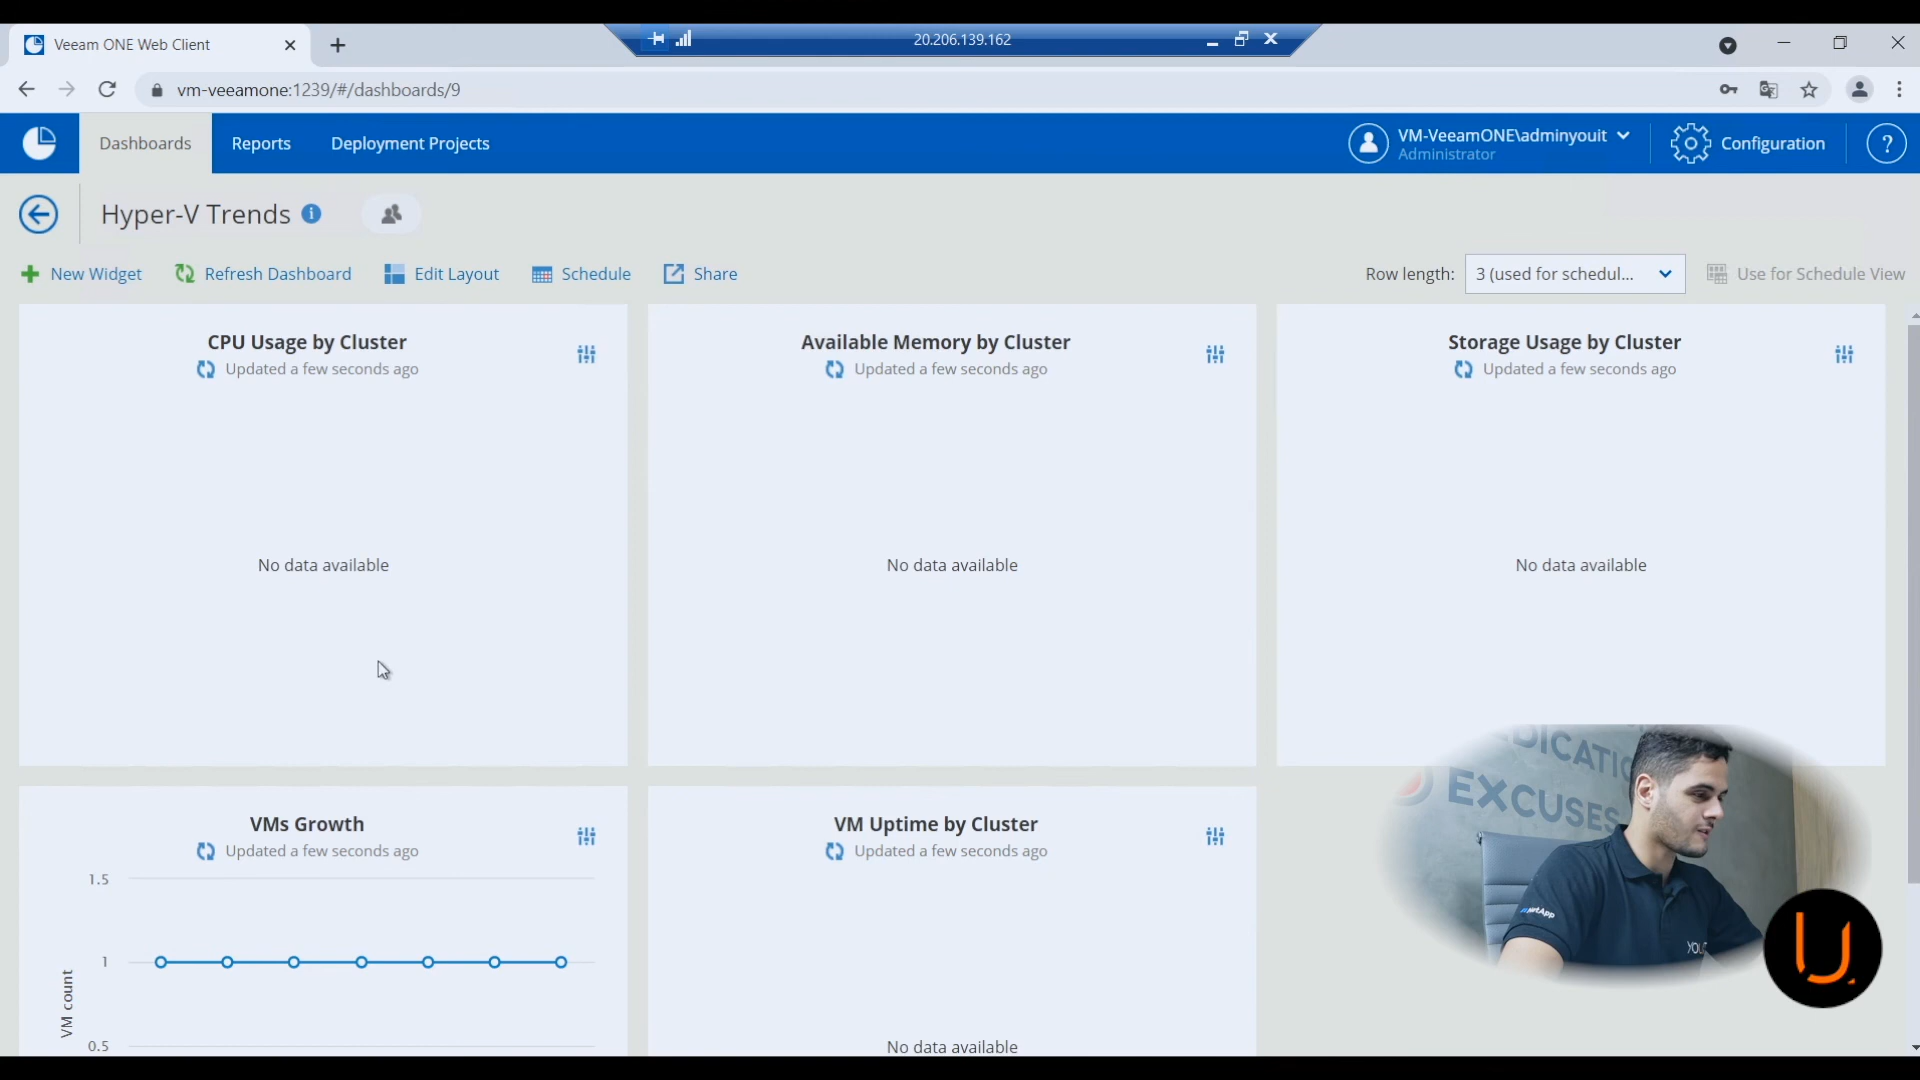 Veeam ONE Web Client
20.206.139.162
vm-veeamone:1239/#/dashboards/9
Dashboards
Reports
Deployment Projects
VM-VeeamONE\adminyouit
Administrator
Configuration
?
Hyper-V Trends
New Widget
Refresh Dashboard
Edit Layout
Schedule
Share
Row length:
3 (used for schedul...
Use for Schedule View
CPU Usage by Cluster
Updated a few seconds ago
No data available
Available Memory by Cluster
Updated a few seconds ago
No data available
Storage Usage by Cluster
Updated a few seconds ago
No data available
VMs Growth
Updated a few seconds ago
1.5
1
0.5
VM count
VM Uptime by Cluster
Updated a few seconds ago
No data available
EXCUSES
U